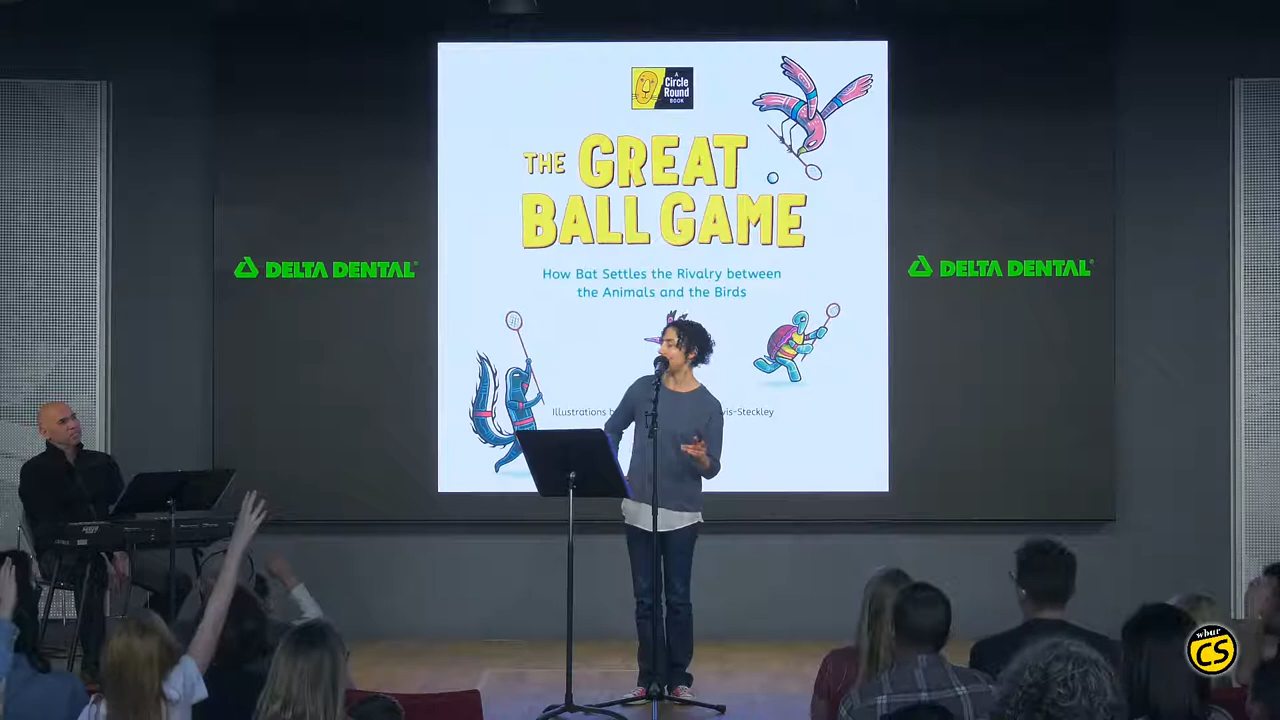 A
Circle
Round
BOOK
THE GREAT
BALL GAME
How Bat Settles the Rivalry between
the Animals and the Birds
Illustrations
-Steckley
DELTA DENTAL®
DELTA DENTAL®
wbur
CS